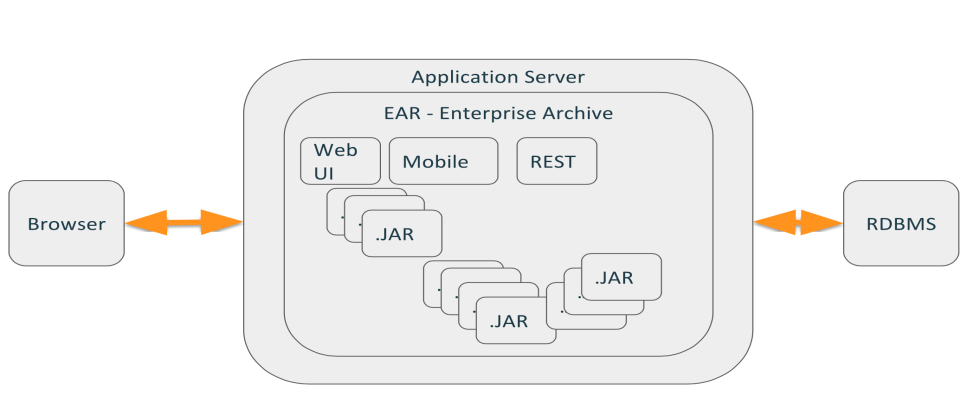 Application Server
EAR - Enterprise Archive
Web
UI
Mobile
REST
Browser
.JAR
RDBMS
.JAR
.JAR